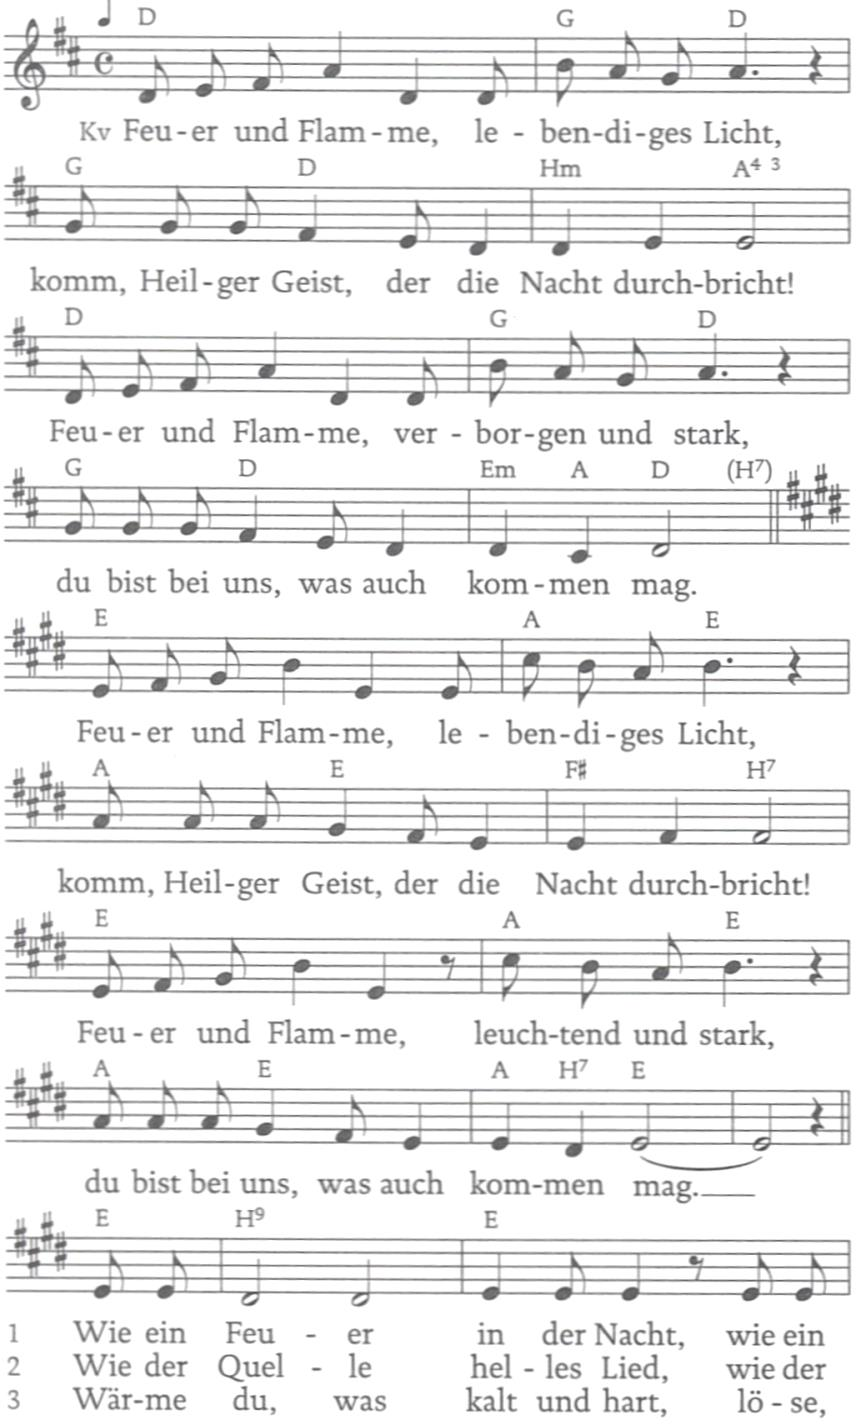 D G D
Kv Feu-er und Flam-me, le - ben-di-ges Licht,
G D Hm A4 3
komm, Heil-ger Geist, der die Nacht durch-bricht!
D G D
Feu-er und Flam-me, ver - bor-gen und stark,
G D Em A D (H7)
du bist bei uns, was auch kom-men mag.
E A E
Feu-er und Flam-me, le - ben-di-ges Licht,
A E F♯ H7
komm, Heil-ger Geist, der die Nacht durch-bricht!
E A E
Feu-er und Flam-me, leuch-tend und stark,
A E A H7 E
du bist bei uns, was auch kom-men mag.
E H9 E
1 Wie ein Feu - er in der Nacht, wie ein
2 Wie der Quel - le hel - les Lied, wie der
3 Wär-me du, was kalt und hart, lö - se,